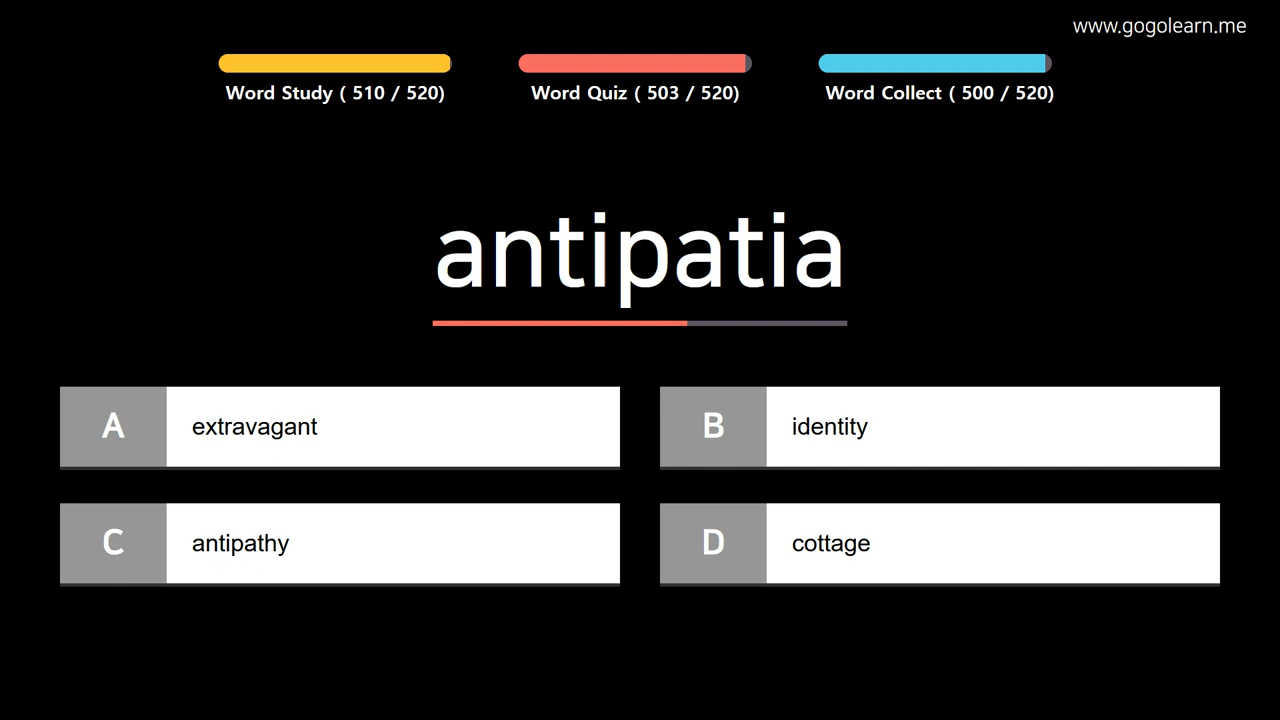 www.gogolearn.me
Word Study ( 510 / 520)
Word Quiz ( 503 / 520)
Word Collect ( 500 / 520)
antipatia
A
extravagant
B
identity
C
antipathy
D
cottage